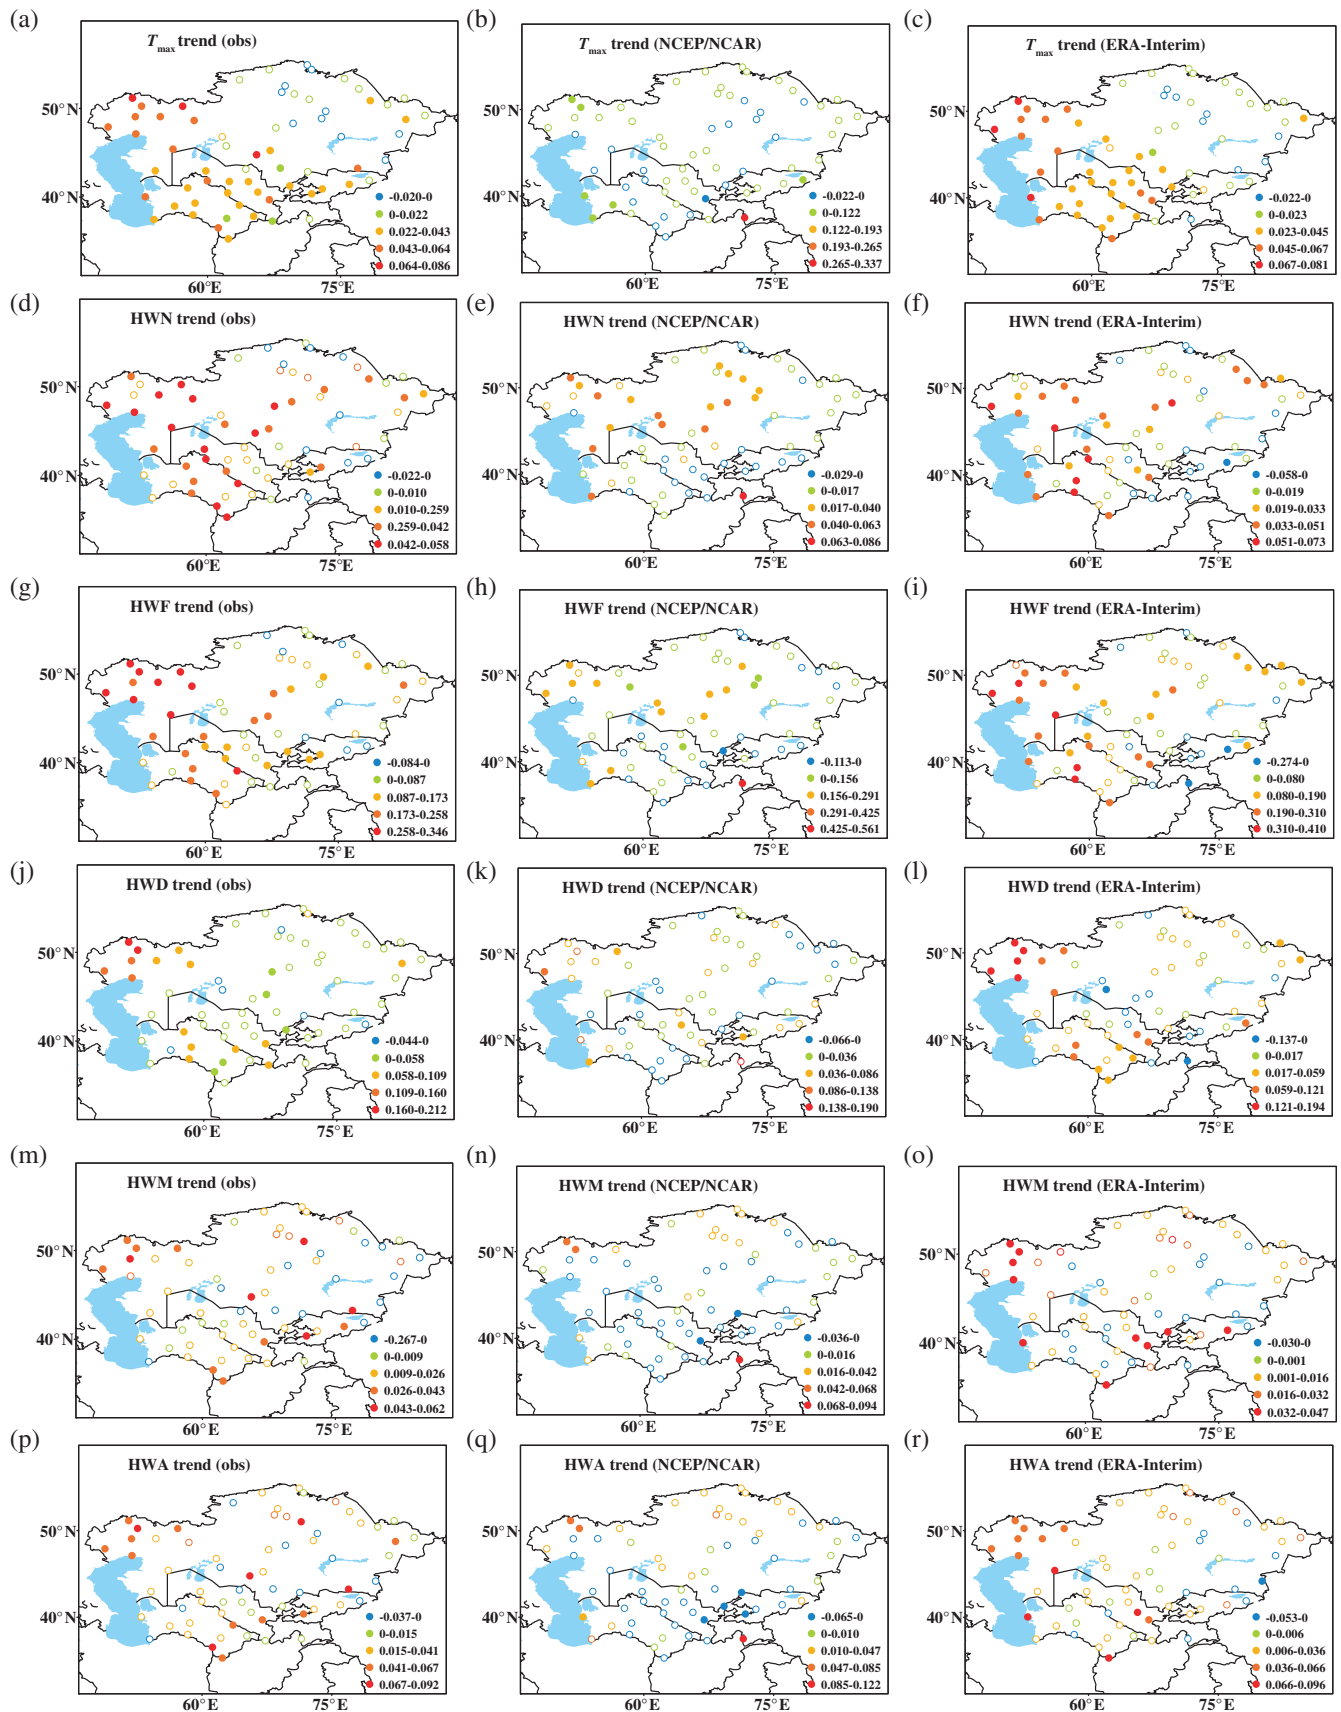 (a)
T_max trend (obs)
50°N
40°N
-0.020-0
0-0.022
0.022-0.043
0.043-0.064
0.064-0.086
60°E
75°E
(b)
T_max trend (NCEP/NCAR)
50°N
40°N
-0.022-0
0-0.122
0.122-0.193
0.193-0.265
0.265-0.337
60°E
75°E
(c)
T_max trend (ERA-Interim)
50°N
40°N
-0.022-0
0-0.023
0.023-0.045
0.045-0.067
0.067-0.081
60°E
75°E
(d)
HWN trend (obs)
50°N
40°N
-0.022-0
0-0.010
0.010-0.259
0.259-0.042
0.042-0.058
60°E
75°E
(e)
HWN trend (NCEP/NCAR)
50°N
40°N
-0.029-0
0-0.017
0.017-0.040
0.040-0.063
0.063-0.086
60°E
75°E
(f)
HWN trend (ERA-Interim)
50°N
40°N
-0.058-0
0-0.019
0.019-0.033
0.033-0.051
0.051-0.073
60°E
75°E
(g)
HWF trend (obs)
50°N
40°N
-0.084-0
0-0.087
0.087-0.173
0.173-0.258
0.258-0.346
60°E
75°E
(h)
HWF trend (NCEP/NCAR)
50°N
40°N
-0.113-0
0-0.156
0.156-0.291
0.291-0.425
0.425-0.561
60°E
75°E
(i)
HWF trend (ERA-Interim)
50°N
40°N
-0.274-0
0-0.080
0.080-0.190
0.190-0.310
0.310-0.410
60°E
75°E
(j)
HWD trend (obs)
50°N
40°N
-0.044-0
0-0.058
0.058-0.109
0.109-0.160
0.160-0.212
60°E
75°E
(k)
HWD trend (NCEP/NCAR)
50°N
40°N
-0.066-0
0-0.036
0.036-0.086
0.086-0.138
0.138-0.190
60°E
75°E
(l)
HWD trend (ERA-Interim)
50°N
40°N
-0.137-0
0-0.017
0.017-0.059
0.059-0.121
0.121-0.194
60°E
75°E
(m)
HWM trend (obs)
50°N
40°N
-0.267-0
0-0.009
0.009-0.026
0.026-0.043
0.043-0.062
60°E
75°E
(n)
HWM trend (NCEP/NCAR)
50°N
40°N
-0.036-0
0-0.016
0.016-0.042
0.042-0.068
0.068-0.094
60°E
75°E
(o)
HWM trend (ERA-Interim)
50°N
40°N
-0.030-0
0-0.001
0.001-0.016
0.016-0.032
0.032-0.047
60°E
75°E
(p)
HWA trend (obs)
50°N
40°N
-0.037-0
0-0.015
0.015-0.041
0.041-0.067
0.067-0.092
60°E
75°E
(q)
HWA trend (NCEP/NCAR)
50°N
40°N
-0.065-0
0-0.010
0.010-0.047
0.047-0.085
0.085-0.122
60°E
75°E
(r)
HWA trend (ERA-Interim)
50°N
40°N
-0.053-0
0-0.006
0.006-0.036
0.036-0.066
0.066-0.096
60°E
75°E